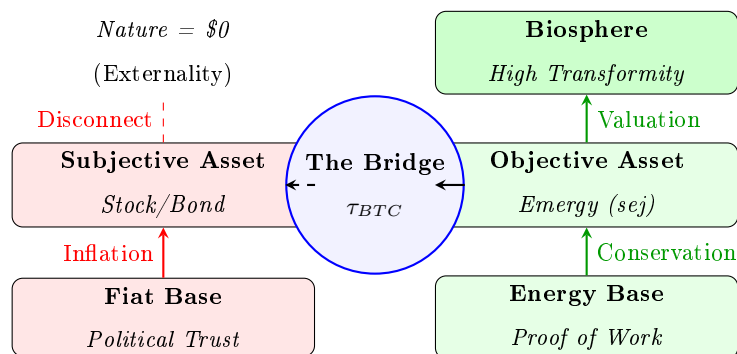 Nature = $0
(Externality)
Disconnect
Subjective Asset
Stock/Bond
Inflation
Fiat Base
Political Trust
The Bridge
τBTC
Biosphere
High Transformity
Valuation
Objective Asset
Emergy (sej)
Conservation
Energy Base
Proof of Work